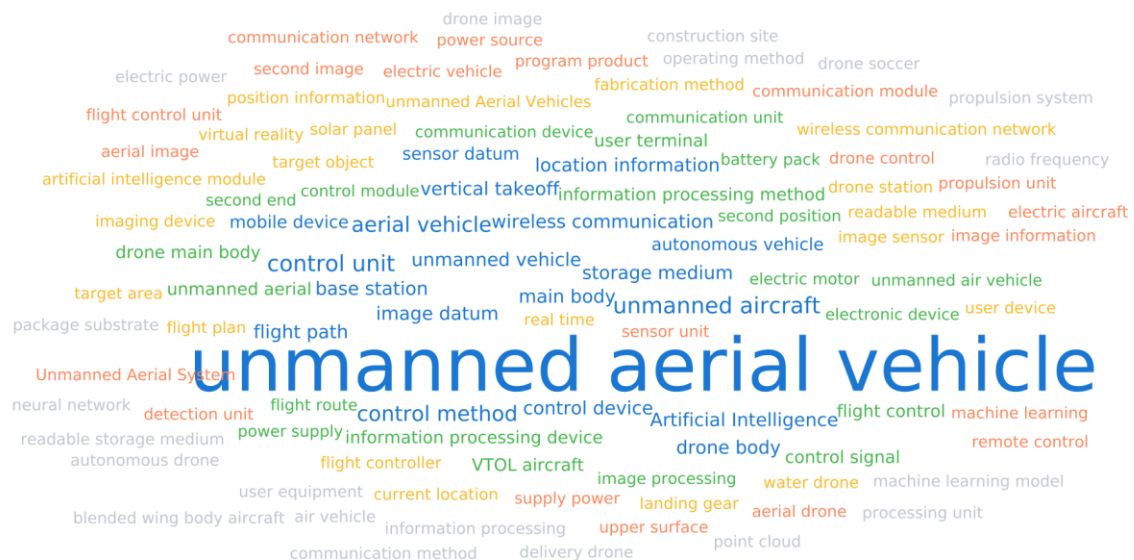 drone image
communication network power source construction site
second image electric vehicle program product operating method drone soccer
electric power fabrication method communication module
position information unmanned Aerial Vehicles propulsion system
flight control unit communication unit
virtual reality solar panel communication device user terminal wireless communication network
aerial image target object sensor datum location information battery pack drone control radio frequency
artificial intelligence module control module vertical takeoff information processing method drone station propulsion unit
second end
imaging device mobile device aerial vehicle wireless communication second position readable medium electric aircraft
drone main body autonomous vehicle image sensor image information
control unit unmanned vehicle storage medium electric motor unmanned air vehicle
target area unmanned aerial base station main body unmanned aircraft electronic device user device
package substrate flight plan flight path image datum real time sensor unit
unmanned aerial vehicle
Unmanned Aerial System
neural network detection unit flight route control method control device Artificial Intelligence flight control machine learning
readable storage medium power supply information processing device drone body remote control
autonomous drone flight controller VTOL aircraft control signal
user equipment current location supply power image processing landing gear water drone machine learning model
blended wing body aircraft air vehicle information processing upper surface aerial drone processing unit
communication method delivery drone point cloud